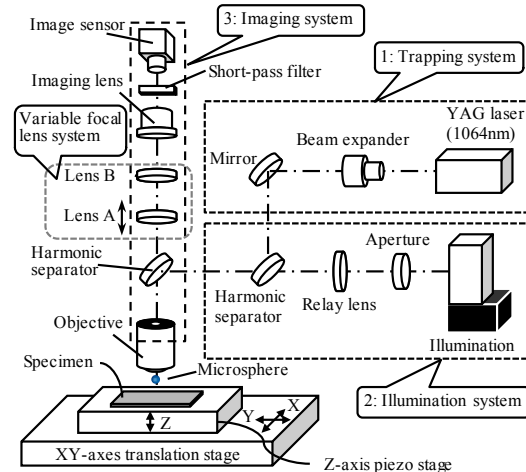 Image sensor
3: Imaging system
Short-pass filter
Imaging lens
1: Trapping system
Variable focal
lens system
YAG laser
(1064nm)
Beam expander
Mirror
Lens B
Lens A
Harmonic
separator
Aperture
Harmonic
separator
Relay lens
Illumination
Objective
Specimen
Microsphere
2: Illumination system
Z
Y
X
XY-axes translation stage
Z-axis piezo stage